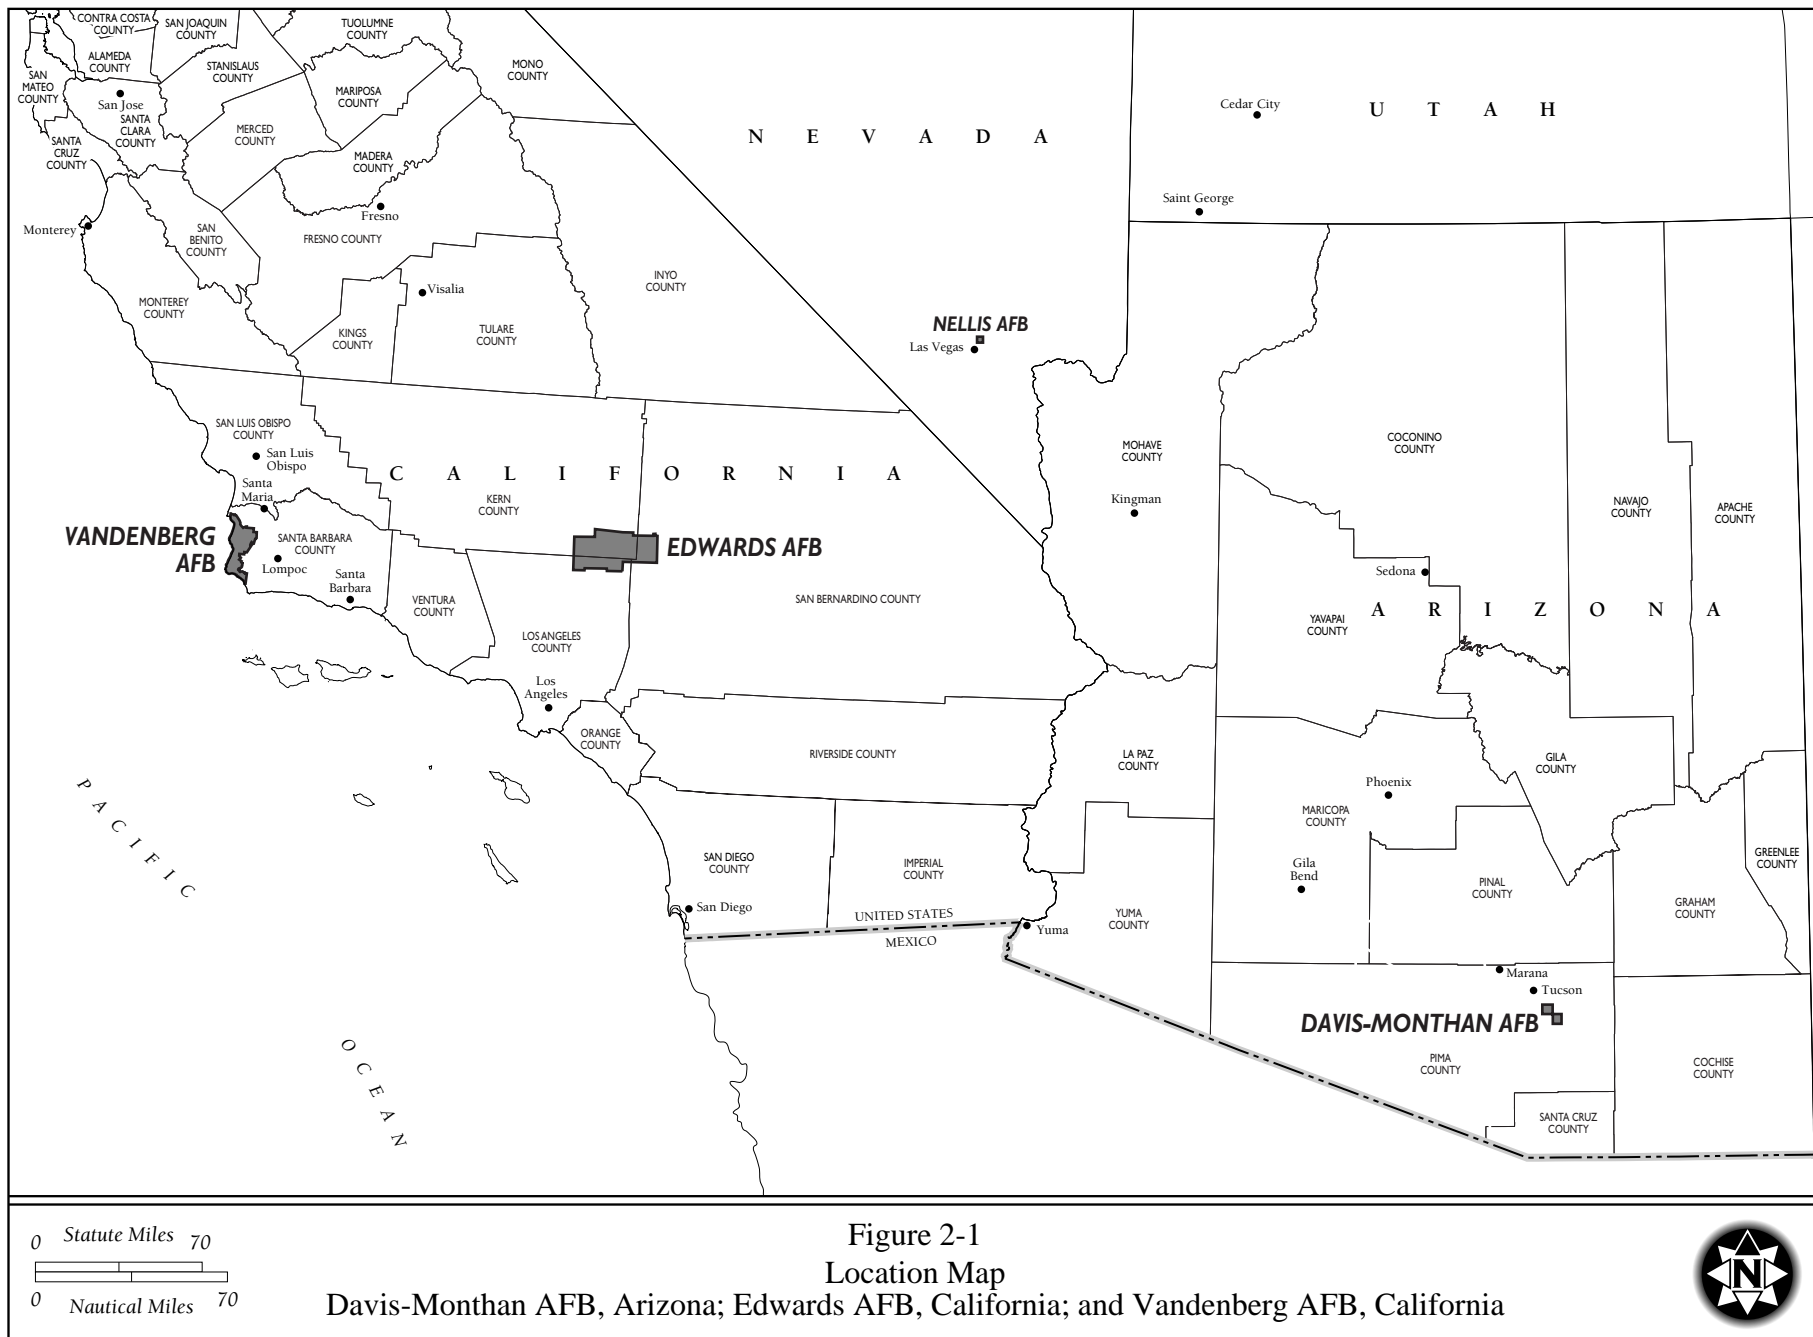 CONTRA COSTA
COUNTY
SAN JOAQUIN
COUNTY
TUOLUMNE
COUNTY
ALAMEDA
COUNTY
STANISLAUS
COUNTY
MONO
COUNTY
SAN
MATEO
COUNTY
San Jose
SANTA
CLARA
COUNTY
MARIPOSA
COUNTY
MERCED
COUNTY
SANTA
CRUZ
COUNTY
MADERA
COUNTY
NEVADA
Cedar City
UTAH
Saint George
Fresno
Monterey
SAN
BENITO
COUNTY
FRESNO COUNTY
INYO
COUNTY
Visalia
MONTEREY
COUNTY
KINGS
COUNTY
TULARE
COUNTY
NELLIS AFB
Las Vegas
SAN LUIS OBISPO
COUNTY
San Luis
Obispo
CALIFORNIA
MOHAVE
COUNTY
COCONINO
COUNTY
Santa
Maria
KERN
COUNTY
Kingman
NAVAJO
COUNTY
APACHE
COUNTY
VANDENBERG
AFB
SANTA BARBARA
COUNTY
Lompoc
EDWARDS AFB
Santa
Barbara
Sedona
VENTURA
COUNTY
SAN BERNARDINO COUNTY
ARIZONA
YAVAPAI
COUNTY
LOS ANGELES
COUNTY
Los
Angeles
ORANGE
COUNTY
RIVERSIDE COUNTY
LA PAZ
COUNTY
GILA
COUNTY
Phoenix
MARICOPA
COUNTY
PACIFIC
SAN DIEGO
COUNTY
IMPERIAL
COUNTY
Gila
Bend
PINAL
COUNTY
GREENLEE
COUNTY
GRAHAM
COUNTY
San Diego
UNITED STATES
MEXICO
YUMA
COUNTY
Yuma
Marana
Tucson
DAVIS-MONTHAN AFB
OCEAN
PIMA
COUNTY
COCHISE
COUNTY
SANTA CRUZ
COUNTY
0 Statute Miles 70
0 Nautical Miles 70
Figure 2-1
Location Map
Davis-Monthan AFB, Arizona; Edwards AFB, California; and Vandenberg AFB, California
N